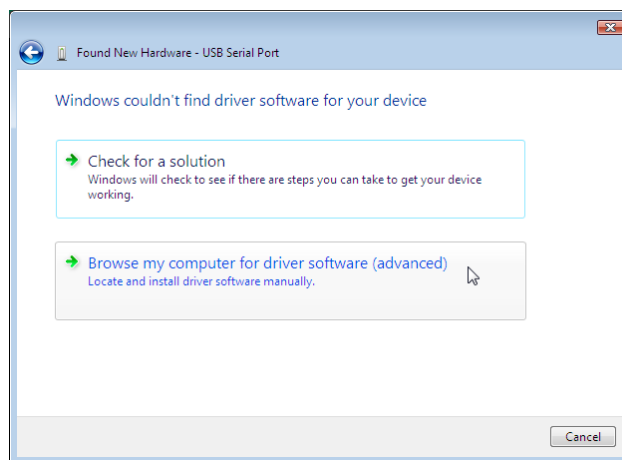 Found New Hardware - USB Serial Port
Windows couldn't find driver software for your device
Check for a solution
Windows will check to see if there are steps you can take to get your device
working.
Browse my computer for driver software (advanced)
Locate and install driver software manually.
Cancel